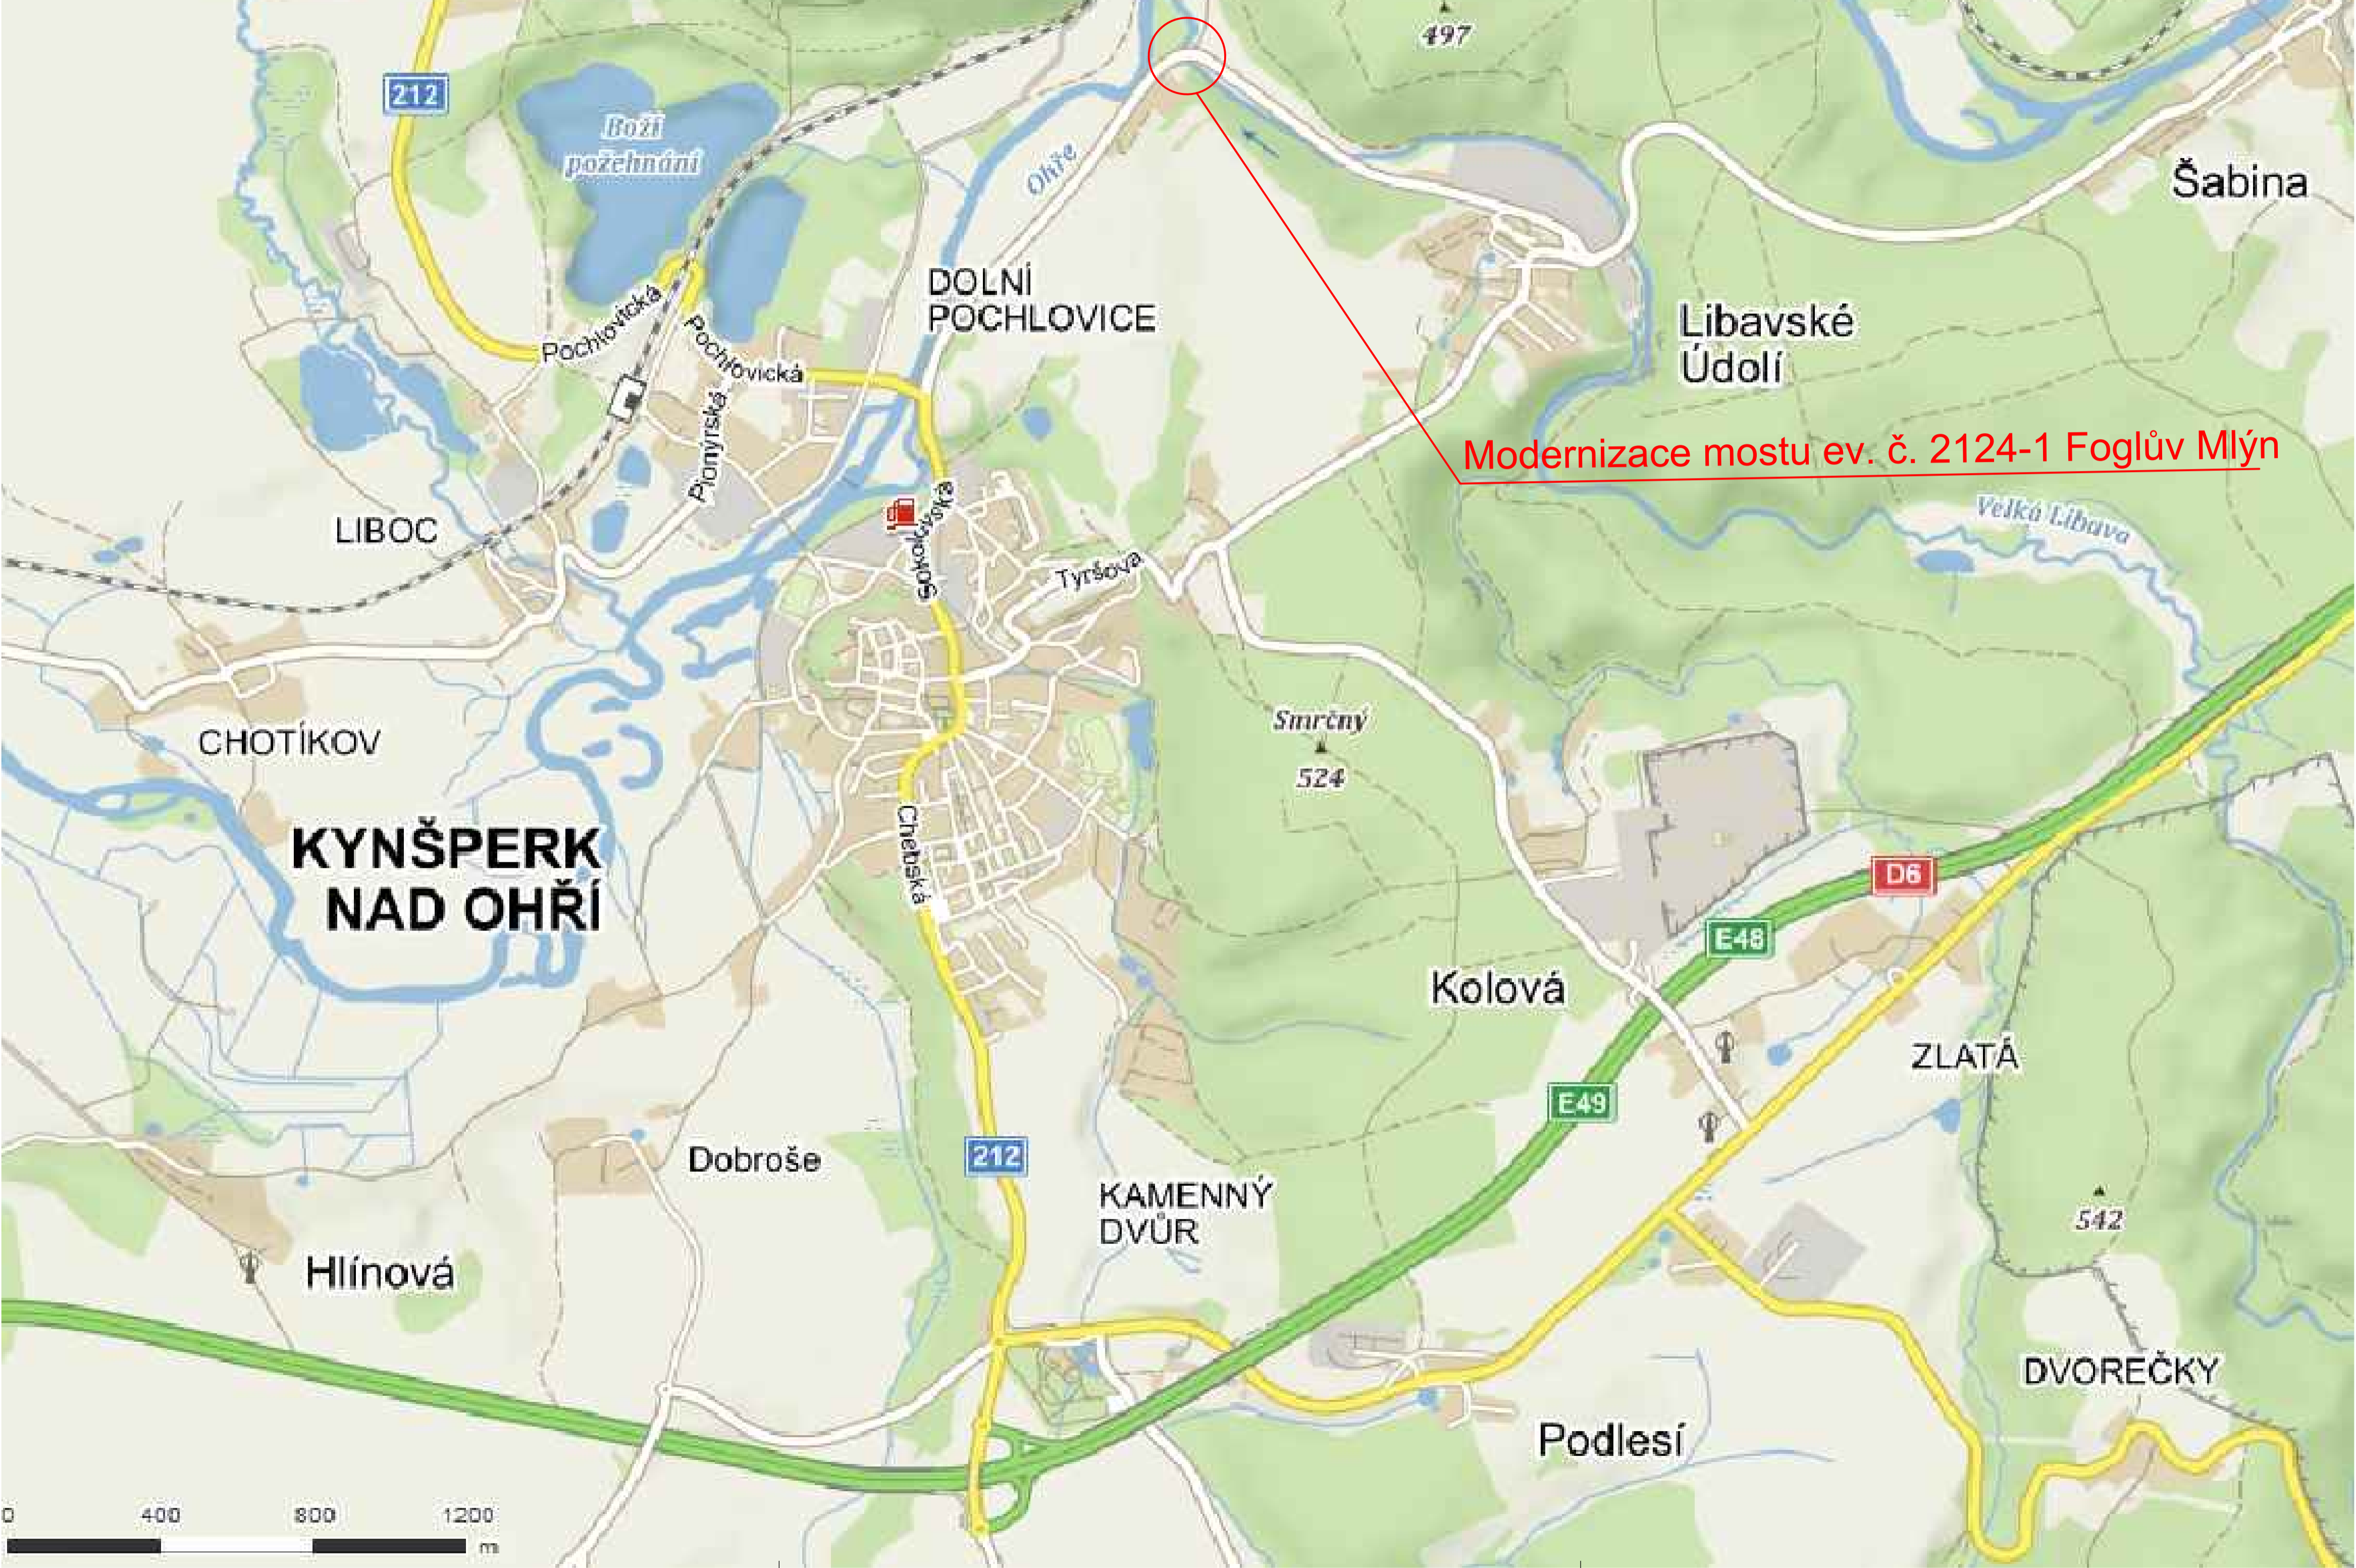 497
212
Boží
požehnání
Ohře
Šabina
DOLNÍ
POCHLOVICE
Pochlovická
Pochlovická
Pionýrská
Libavské
Údolí
Modernizace mostu ev. č. 2124-1 Foglův Mlýn
LIBOC
Sokolovská
Tyršova
Velká Libava
CHOTÍKOV
Smrčný
524
KYNŠPERK
NAD OHŘÍ
Chebská
D6
E48
Kolová
ZLATÁ
E49
Dobroše
212
KAMENNÝ
DVŮR
542
Hlínová
DVOREČKY
Podlesí
0 400 800 1200
m